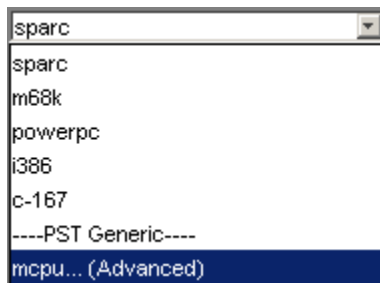 sparc
sparc
m68k
powerpc
i386
c-167
----PST Generic----
mcpu... (Advanced)